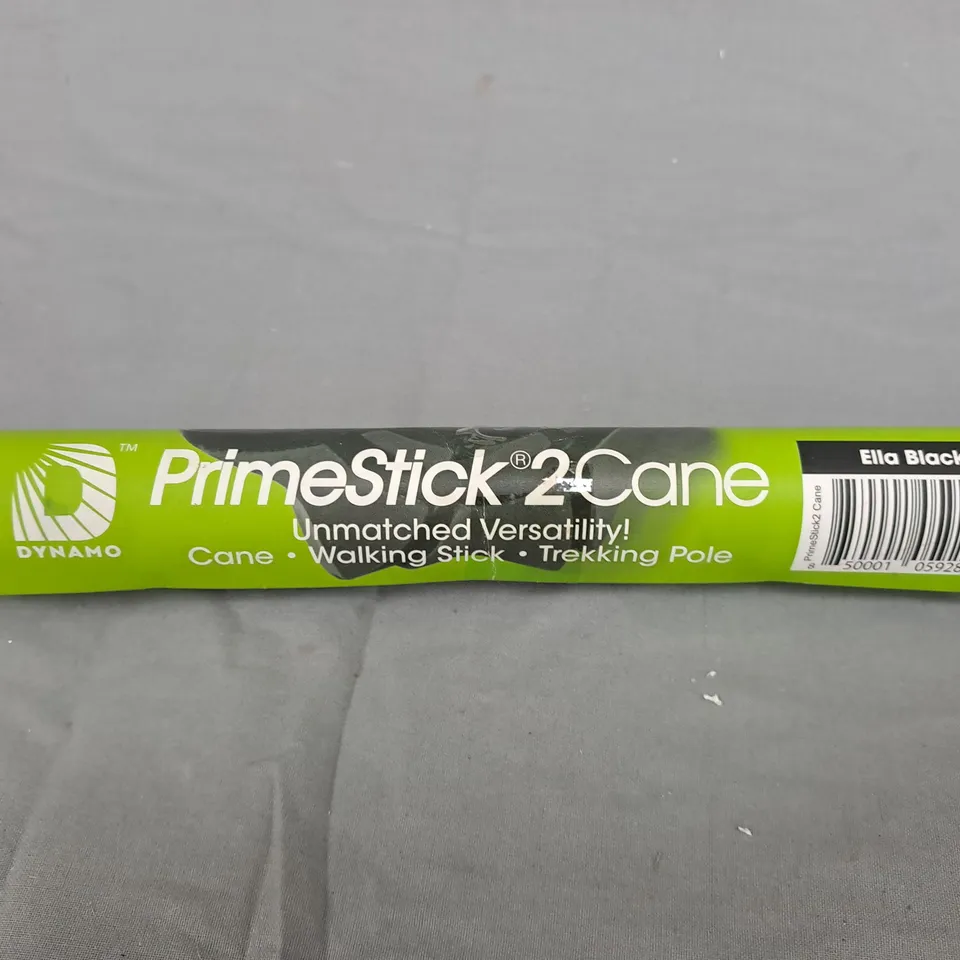 ™
DYNAMO
PrimeStick® 2 Cane
Unmatched Versatility!
Cane • Walking Stick • Trekking Pole
Ella Black
PrimeStick2 Cane
50001 05928